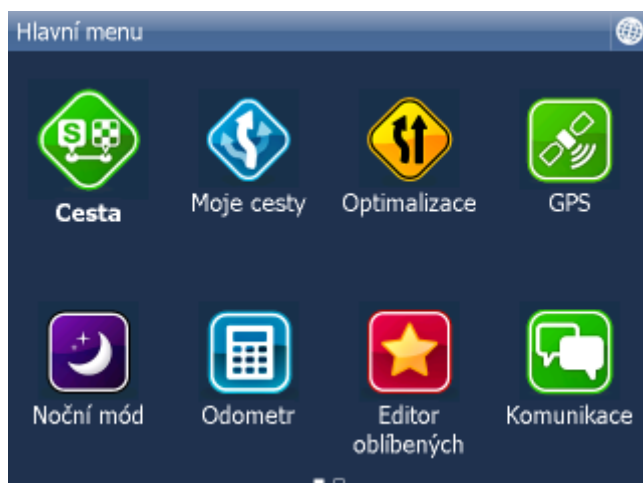 Hlavní menu
S
Cesta
Moje cesty
Optimalizace
GPS
Noční mód
Odometr
Editor
oblíbených
Komunikace